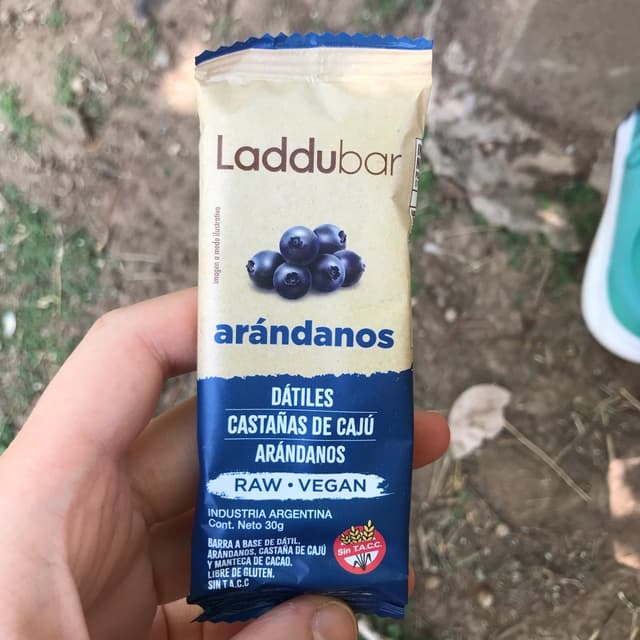 Laddubar
imagen a modo ilustrativo
arándanos
DÁTILES
CASTAÑAS DE CAJÚ
ARÁNDANOS
RAW • VEGAN
INDUSTRIA ARGENTINA
Cont. Neto 30g
BARRA A BASE DE DÁTIL,
ARÁNDANOS, CASTAÑA DE CAJÚ
Y MANTECA DE CACAO.
LIBRE DE GLUTEN.
SIN T.A.C.C
Sin T.A.C.C.